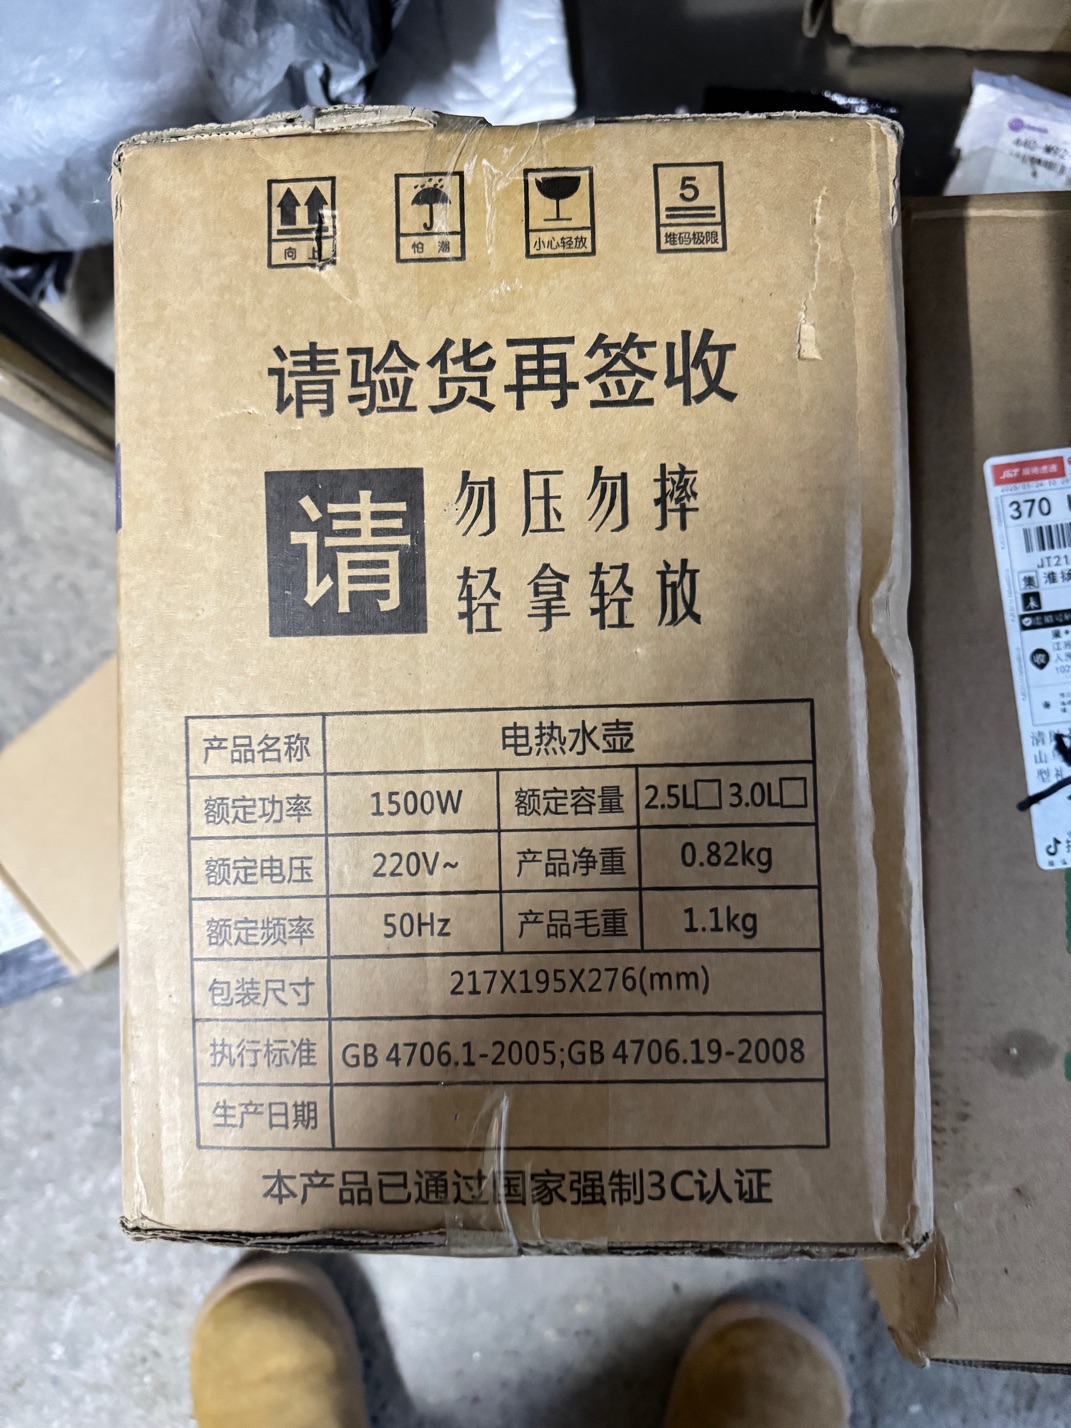 向上
怕潮
小心轻放
5
堆码极限
请验货再签收
请
勿压勿摔
轻拿轻放
产品名称 电热水壶
额定功率 1500W 额定容量 2.5L□3.0L□
额定电压 220V~ 产品净重 0.82kg
额定频率 50Hz 产品毛重 1.1kg
包装尺寸 217X195X276(mm)
执行标准 GB 4706.1-2005;GB 4706.19-2008
生产日期
本产品已通过国家强制3C认证
J&T
370
JT21
集
收